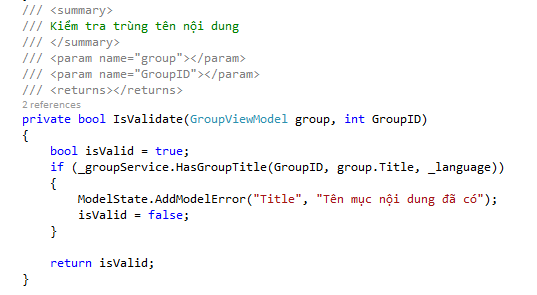 /// <summary>
/// Kiểm tra trùng tên nội dung
/// </summary>
/// <param name="group"></param>
/// <param name="GroupID"></param>
/// <returns></returns>
2 references
private bool IsValidate(GroupViewModel group, int GroupID)
{
bool isValid = true;
if (_groupService.HasGroupTitle(GroupID, group.Title, _language))
{
ModelState.AddModelError("Title", "Tên mục nội dung đã có");
isValid = false;
}
return isValid;
}